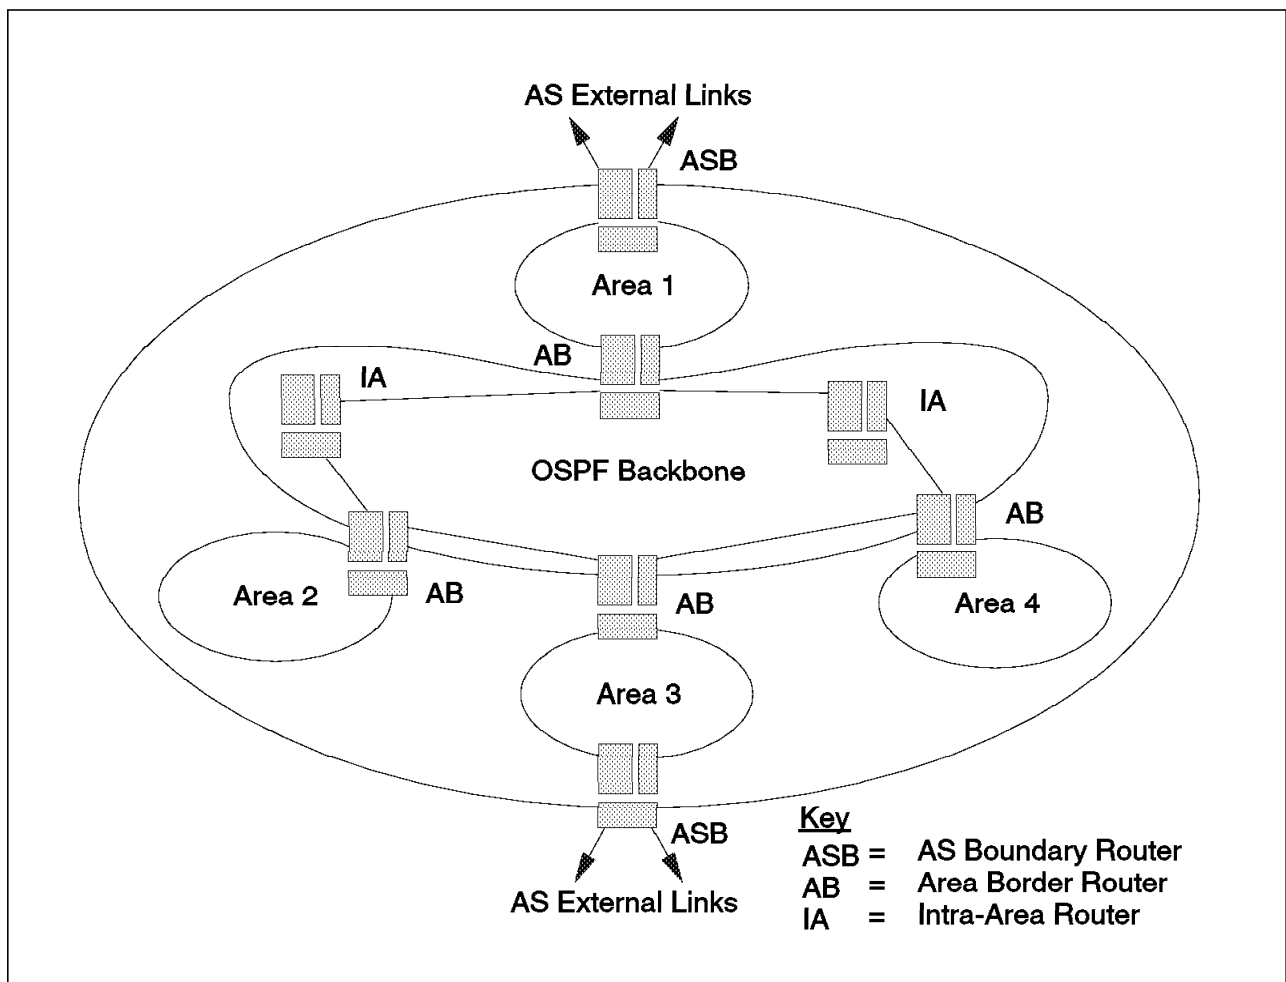 AS External Links
ASB
Area 1
AB
IA
IA
OSPF Backbone
AB
Area 2
AB
AB
Area 4
Area 3
ASB
AS External Links
Key
ASB = AS Boundary Router
AB = Area Border Router
IA = Intra-Area Router